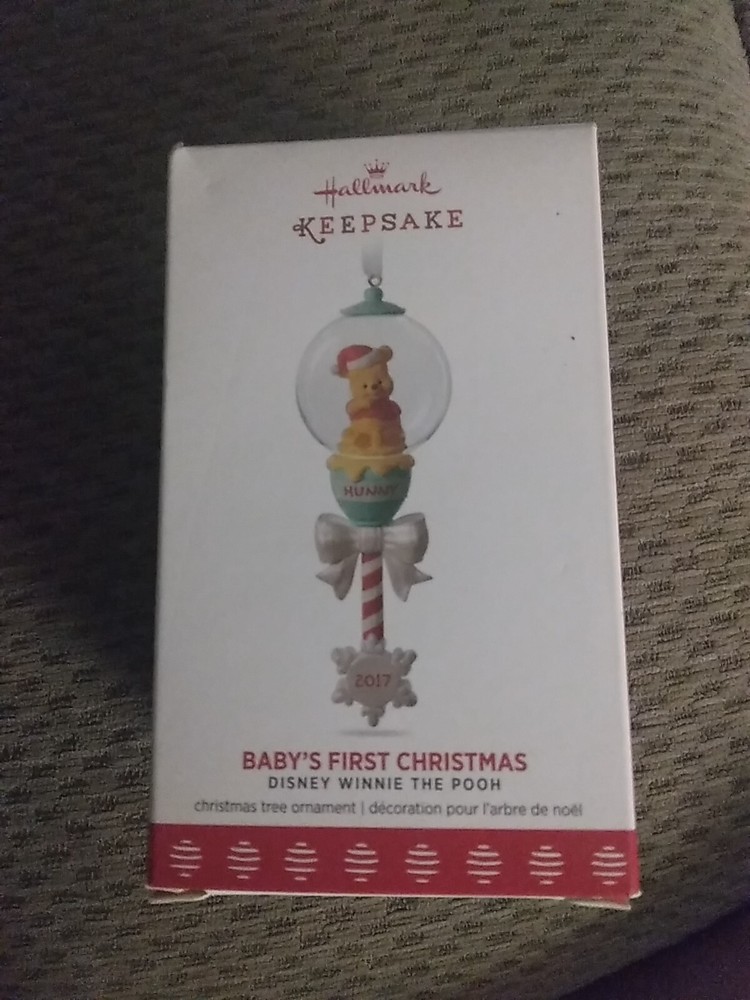 Hallmark
KEEPSAKE
HUNNY
2017
BABY'S FIRST CHRISTMAS
DISNEY WINNIE THE POOH
christmas tree ornament | décoration pour l'arbre de noël